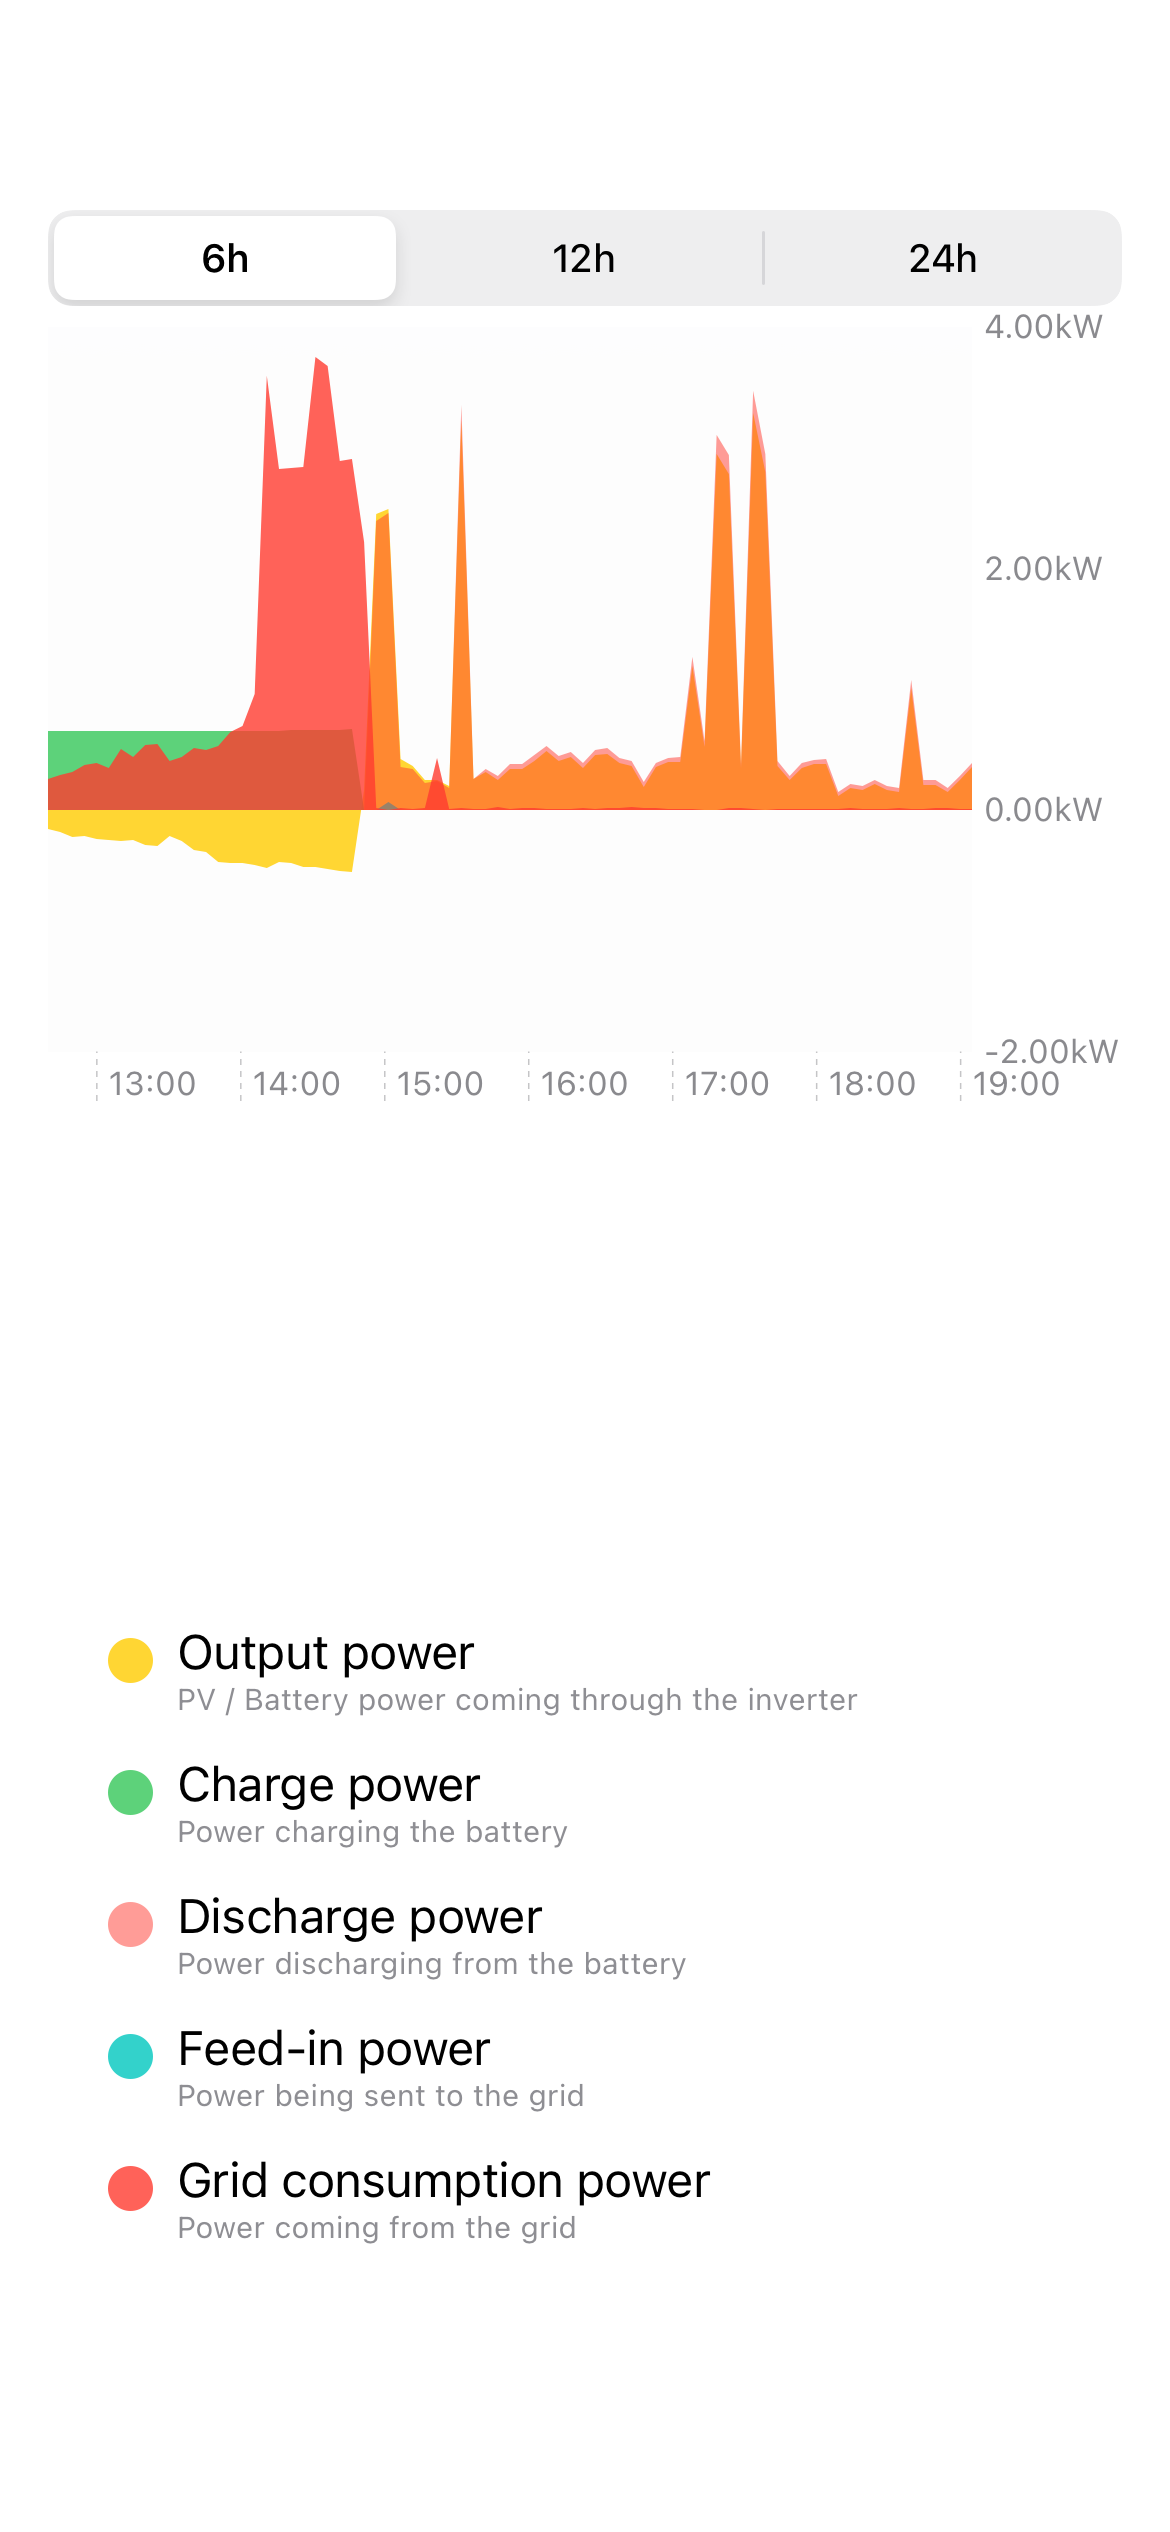 6h
12h
24h
4.00kW
2.00kW
0.00kW
-2.00kW
13:00
14:00
15:00
16:00
17:00
18:00
19:00
Output power
PV / Battery power coming through the inverter
Charge power
Power charging the battery
Discharge power
Power discharging from the battery
Feed-in power
Power being sent to the grid
Grid consumption power
Power coming from the grid